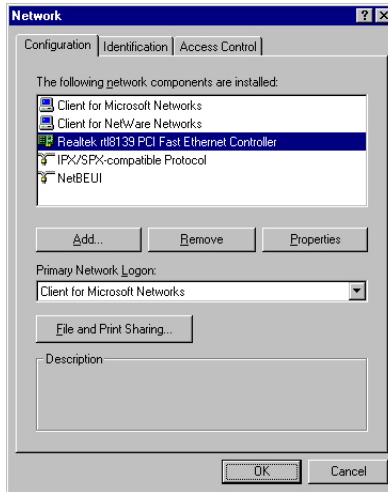 Network
Configuration Identification Access Control
The following network components are installed:
Client for Microsoft Networks
Client for NetWare Networks
Realtek rtl8139 PCI Fast Ethernet Controller
IPX/SPX-compatible Protocol
NetBEUI
Add... Remove Properties
Primary Network Logon:
Client for Microsoft Networks
File and Print Sharing...
Description
OK Cancel